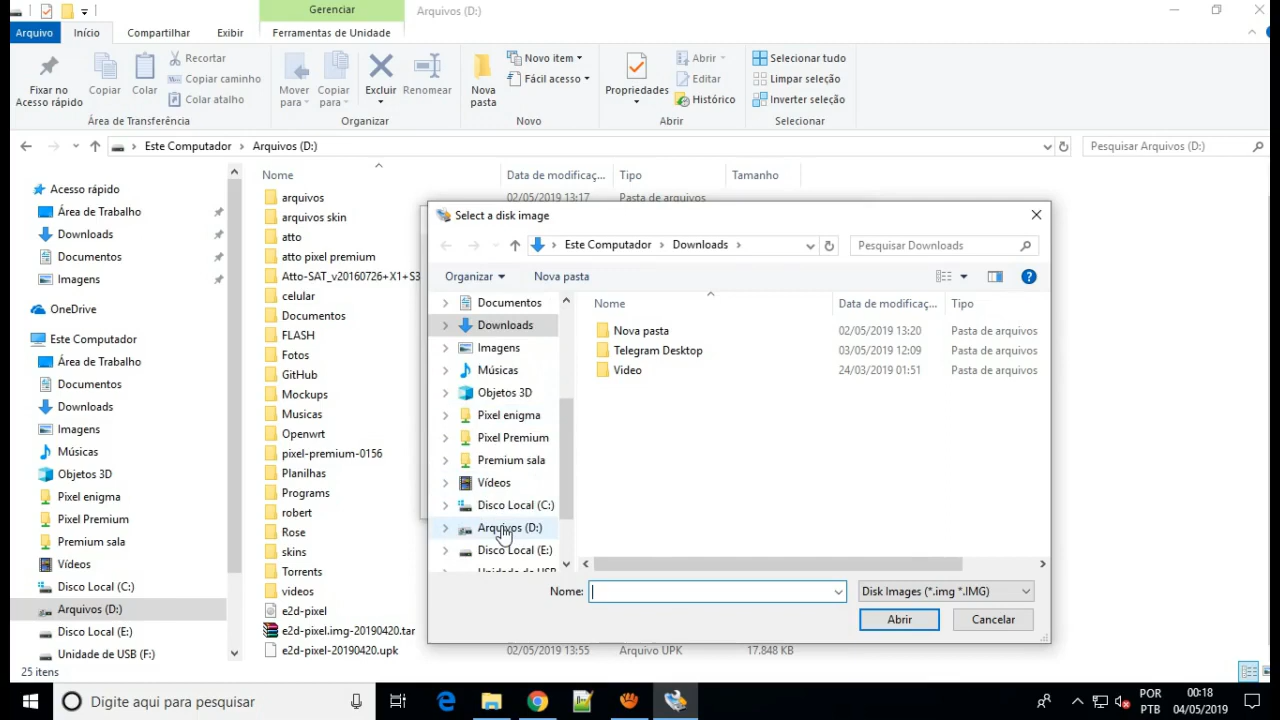 Gerenciar
Arquivos (D:)
Arquivo Início Compartilhar Exibir Ferramentas de Unidade
Fixar no Acesso rápido
Copiar
Colar
Recortar
Copiar caminho
Colar atalho
Mover para
Copiar para
Excluir
Renomear
Nova pasta
Novo item
Fácil acesso
Propriedades
Abrir
Editar
Histórico
Selecionar tudo
Limpar seleção
Inverter seleção
Área de Transferência Organizar Novo Abrir Selecionar
Este Computador Arquivos (D:) Pesquisar Arquivos (D:)
Acesso rápido
Área de Trabalho
Downloads
Documentos
Imagens
OneDrive
Este Computador
Área de Trabalho
Documentos
Downloads
Imagens
Músicas
Objetos 3D
Pixel enigma
Pixel Premium
Premium sala
Vídeos
Disco Local (C:)
Arquivos (D:)
Disco Local (E:)
Unidade de USB (F:)
Nome Data de modificaç... Tipo Tamanho
arquivos 02/05/2019 13:17 Pasta de arquivos
arquivos skin
atto
atto pixel premium
Atto-SAT_v20160726+X1+S3
celular
Documentos
FLASH
Fotos
GitHub
Mockups
Musicas
Openwrt
pixel-premium-0156
Planilhas
Programs
robert
Rose
skins
Torrents
videos
e2d-pixel
e2d-pixel.img-20190420.tar
e2d-pixel-20190420.upk 02/05/2019 13:55 Arquivo UPK 17.848 KB
25 itens
Select a disk image
Este Computador Downloads Pesquisar Downloads
Organizar Nova pasta
Documentos
Downloads
Imagens
Músicas
Objetos 3D
Pixel enigma
Pixel Premium
Premium sala
Vídeos
Disco Local (C:)
Arquivos (D:)
Disco Local (E:)
Nome Data de modificaç... Tipo
Nova pasta 02/05/2019 13:20 Pasta de arquivos
Telegram Desktop 03/05/2019 12:09 Pasta de arquivos
Video 24/03/2019 01:51 Pasta de arquivos
Nome: Disk Images (*.img *.IMG)
Abrir Cancelar
Digite aqui para pesquisar
POR
PTB
00:18
04/05/2019